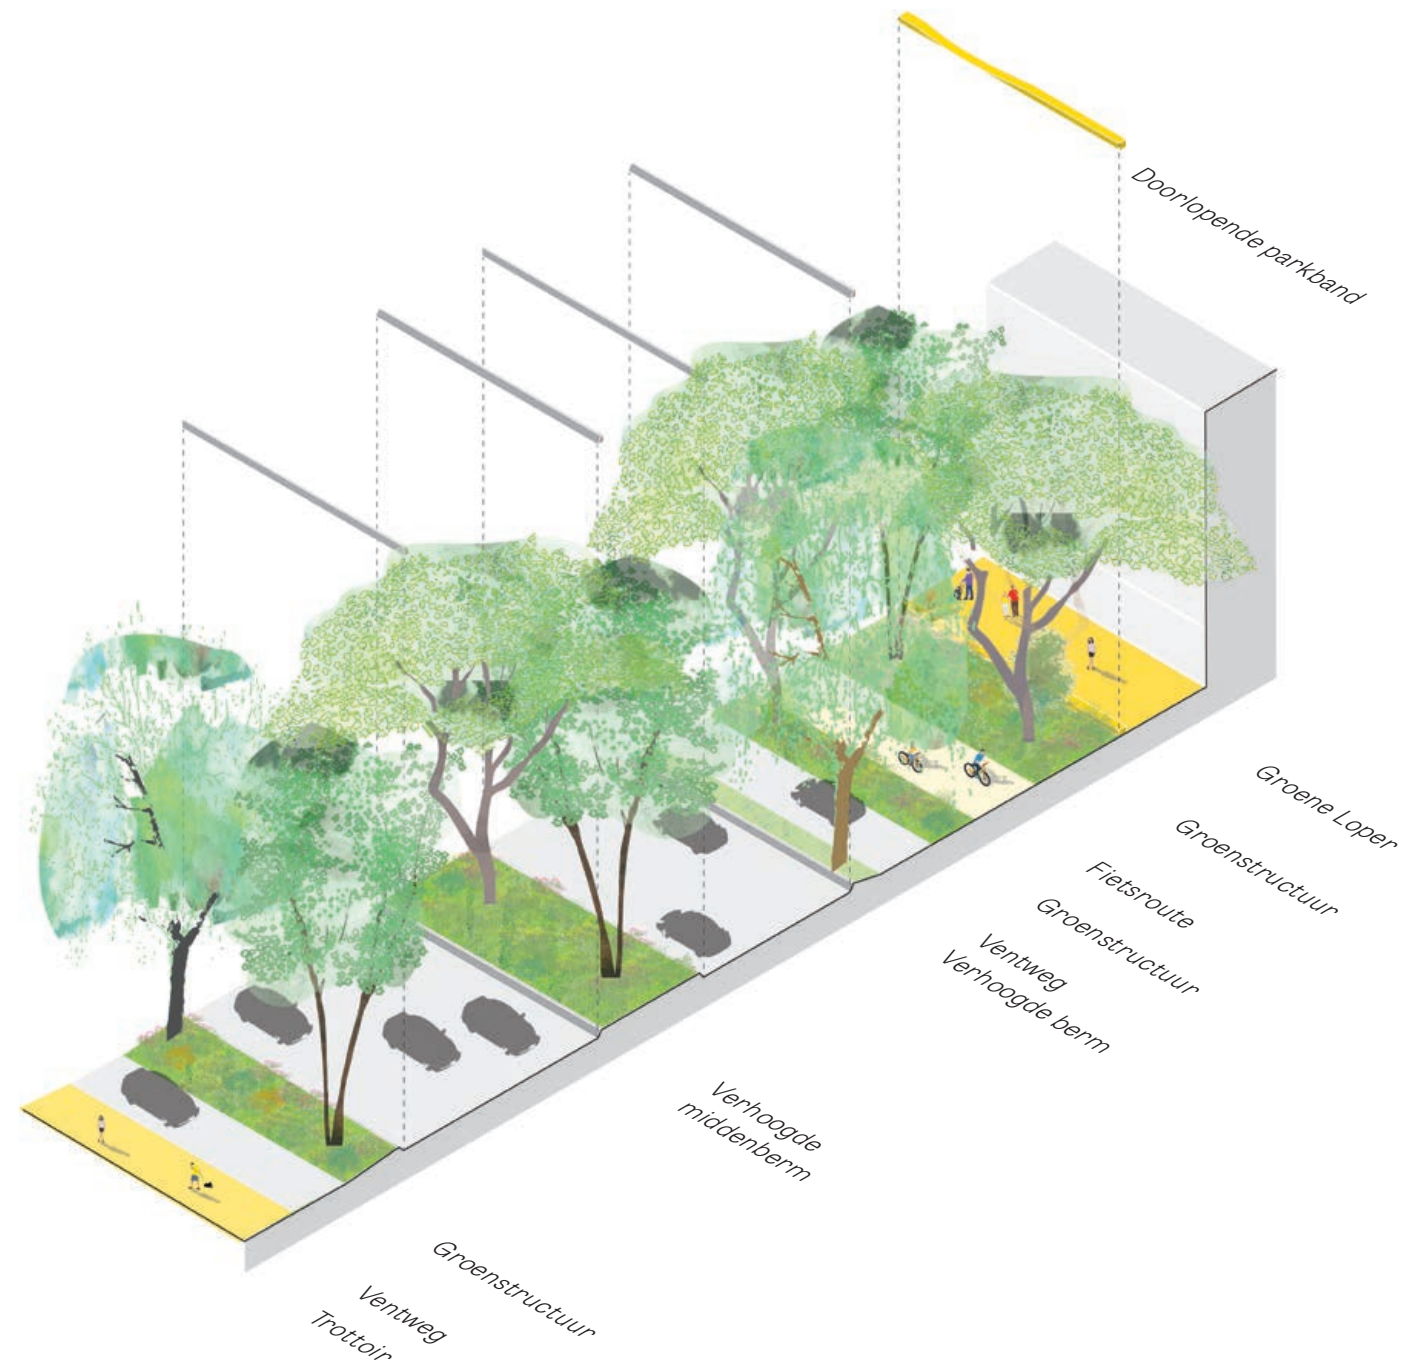 Doorlopende parkband
Groene Loper
Groenstructuur
Fietsroute
Groenstructuur
Ventweg
Verhoogde berm
Verhoogde
middenberm
Groenstructuur
Ventweg
Trottoir